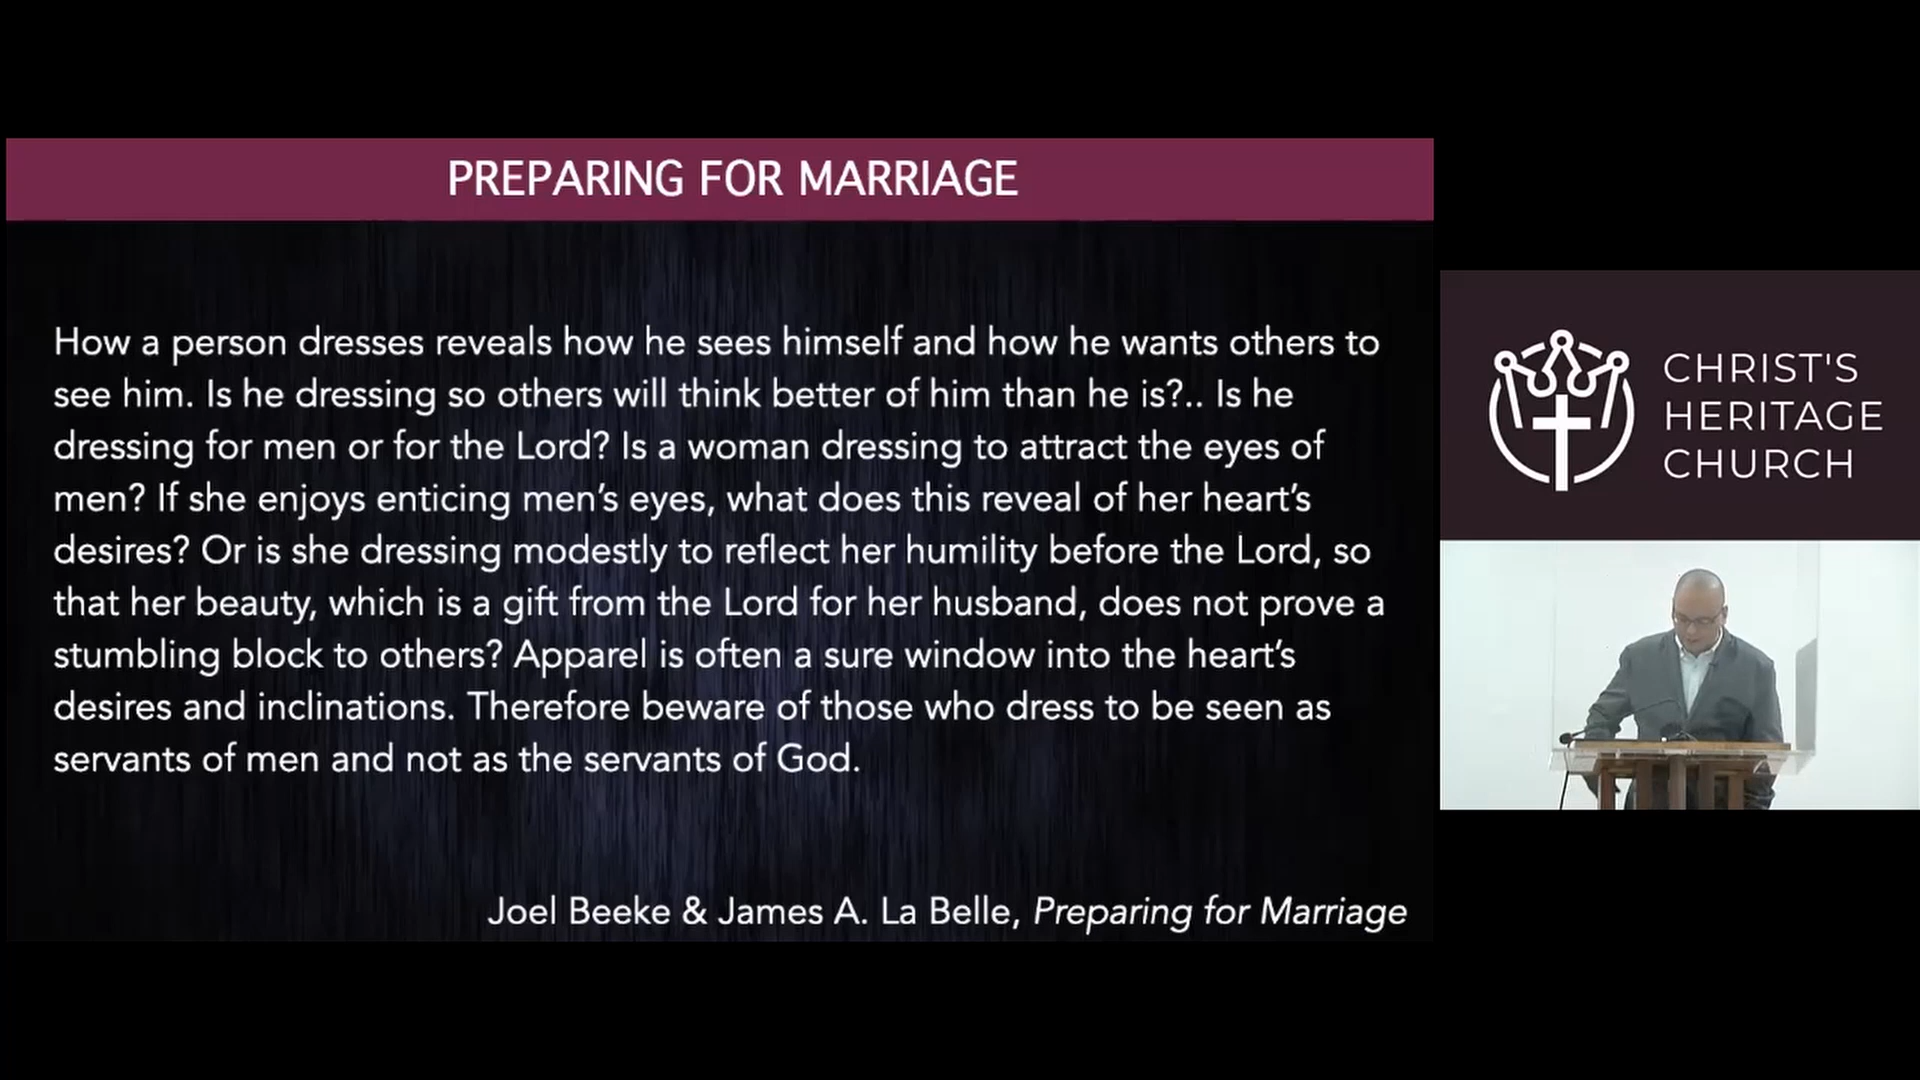 PREPARING FOR MARRIAGE
How a person dresses reveals how he sees himself and how he wants others to
see him. Is he dressing so others will think better of him than he is?.. Is he
dressing for men or for the Lord? Is a woman dressing to attract the eyes of
men? If she enjoys enticing men’s eyes, what does this reveal of her heart’s
desires? Or is she dressing modestly to reflect her humility before the Lord, so
that her beauty, which is a gift from the Lord for her husband, does not prove a
stumbling block to others? Apparel is often a sure window into the heart’s
desires and inclinations. Therefore beware of those who dress to be seen as
servants of men and not as the servants of God.
Joel Beeke & James A. La Belle, Preparing for Marriage
CHRIST'S
HERITAGE
CHURCH